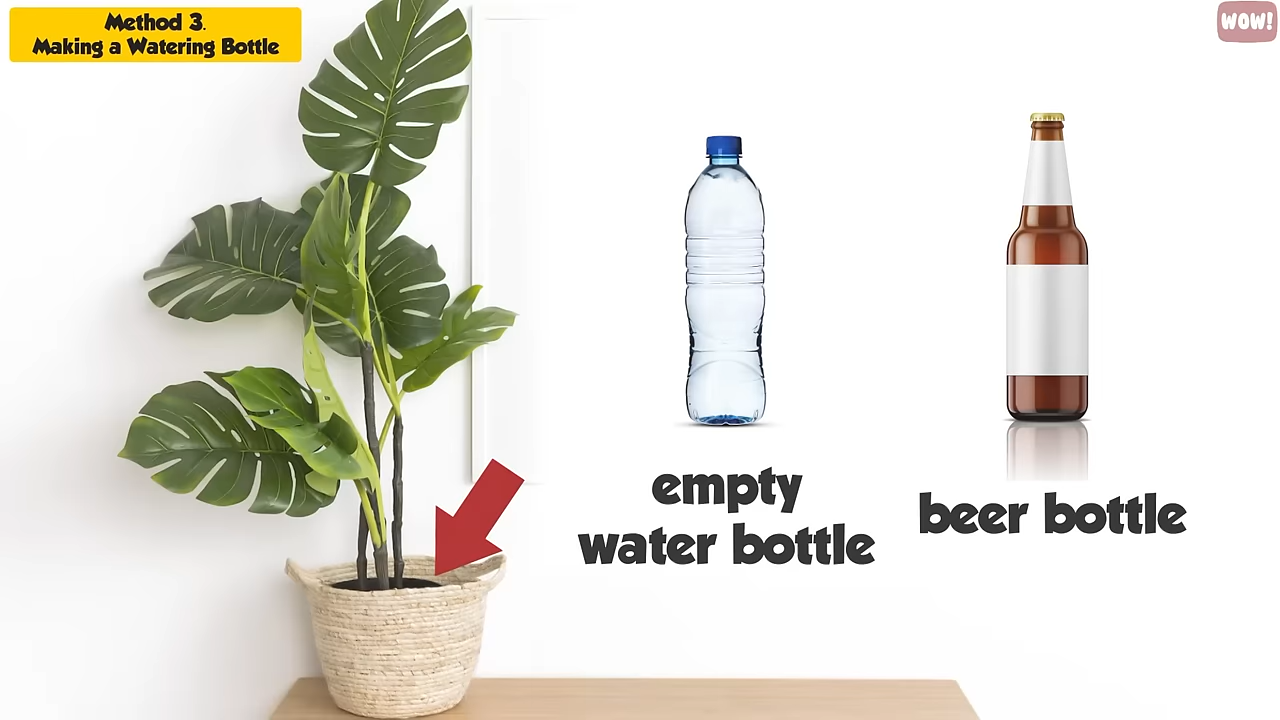 Method 3.
Making a Watering Bottle
WOW!
empty
water bottle
beer bottle